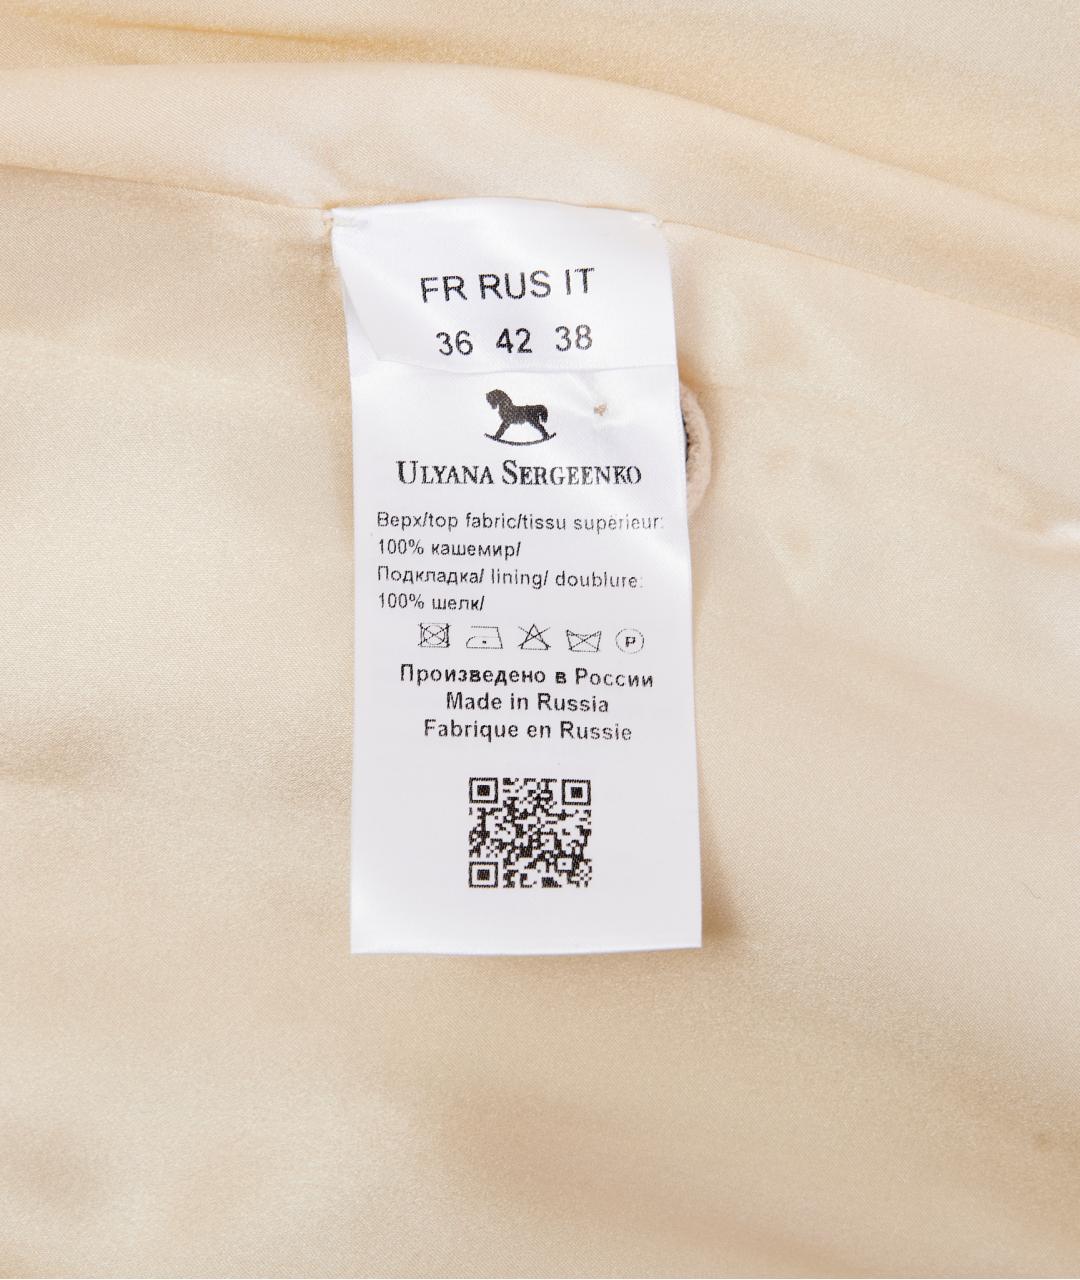 FR RUS IT
36 42 38
ULYANA SERGEENKO
Верх/top fabric/tissu supérieur:
100% кашемир/
Подкладка/ lining/ doublure:
100% шелк/
P
Произведено в России
Made in Russia
Fabrique en Russie